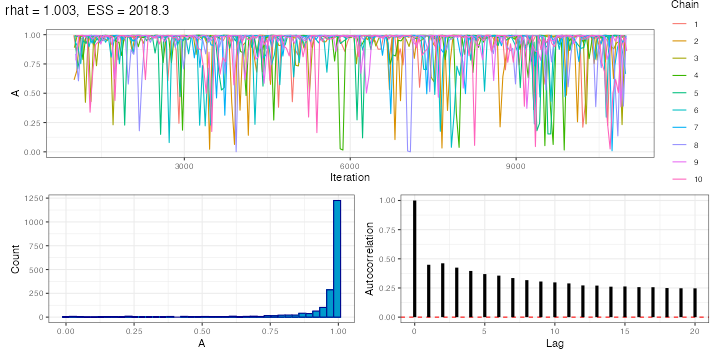 rhat = 1.003,  ESS = 2018.3
Chain
1
2
3
4
5
6
7
8
9
10
A
1.00
0.75
0.50
0.25
0.00
3000 6000 9000
Iteration
Count
1250
1000
750
500
250
0
0.00 0.25 0.50 0.75 1.00
A
Autocorrelation
1.00
0.75
0.50
0.25
0.00
0 5 10 15 20
Lag